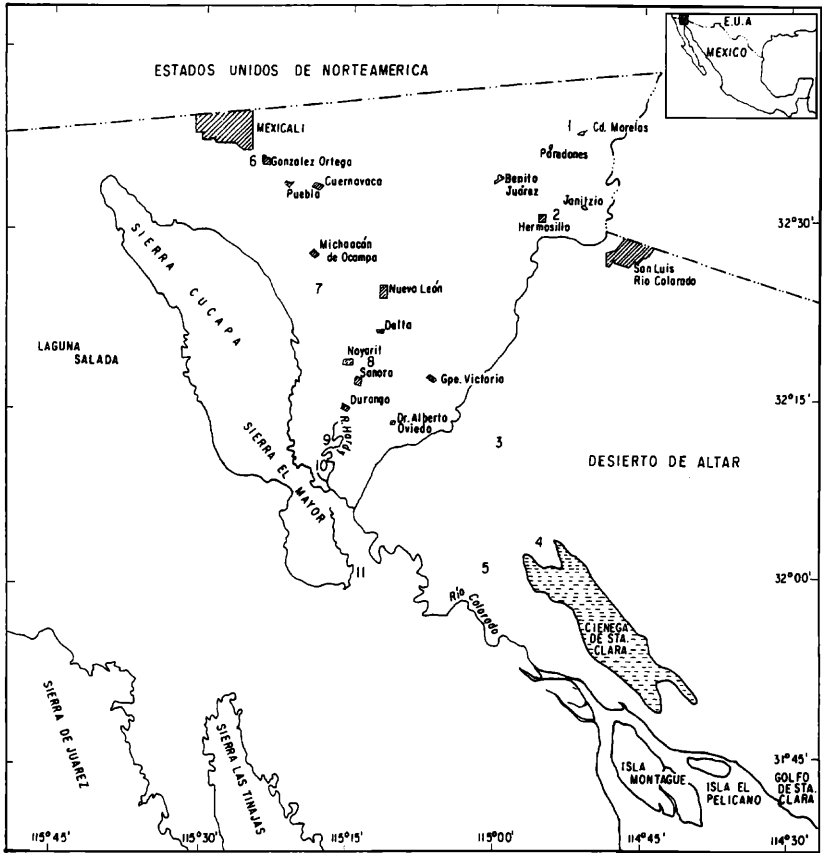 E.U.A
MEXICO
ESTADOS UNIDOS DE NORTEAMERICA
MEXICALI
1
Cd. Morelos
Paradones
6
Gonzalez Ortega
Puebla
Cuernavaca
Benito
Juárez
Janitzio
2
Hermosillo
32°30'
San Luis
Rio Colorado
SIERRA
CUCAPA
Michoacán
de Ocampo
7
Nuevo León
Delta
LAGUNA
SALADA
Nayarit
8
Sonora
Gpe. Victoria
Durango
32°15'
Dr. Alberto
Oviedo
R. Hardy
9
10
3
SIERRA EL MAYOR
DESIERTO DE ALTAR
4
11
5
32°00'
Río Colorado
CIENEGA
DE STA.
CLARA
SIERRA DE JUAREZ
SIERRA LAS TINAJAS
31°45'
ISLA
MONTAGUE
ISLA EL
PELICANO
GOLFO
DE STA.
CLARA
115°45'
115°30'
115°15'
115°00'
114°45'
114°30'